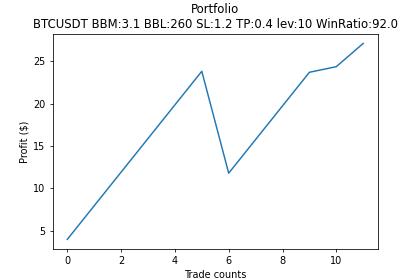 Portfolio
BTCUSDT BBM:3.1 BBL:260 SL:1.2 TP:0.4 lev:10 WinRatio:92.0
25
20
15
10
5
Profit ($)
0 2 4 6 8 10
Trade counts